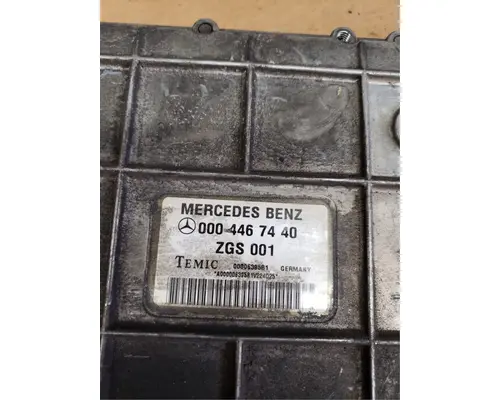 MERCEDES BENZ
000 446 74 40
ZGS 001
TEMIC GERMANY